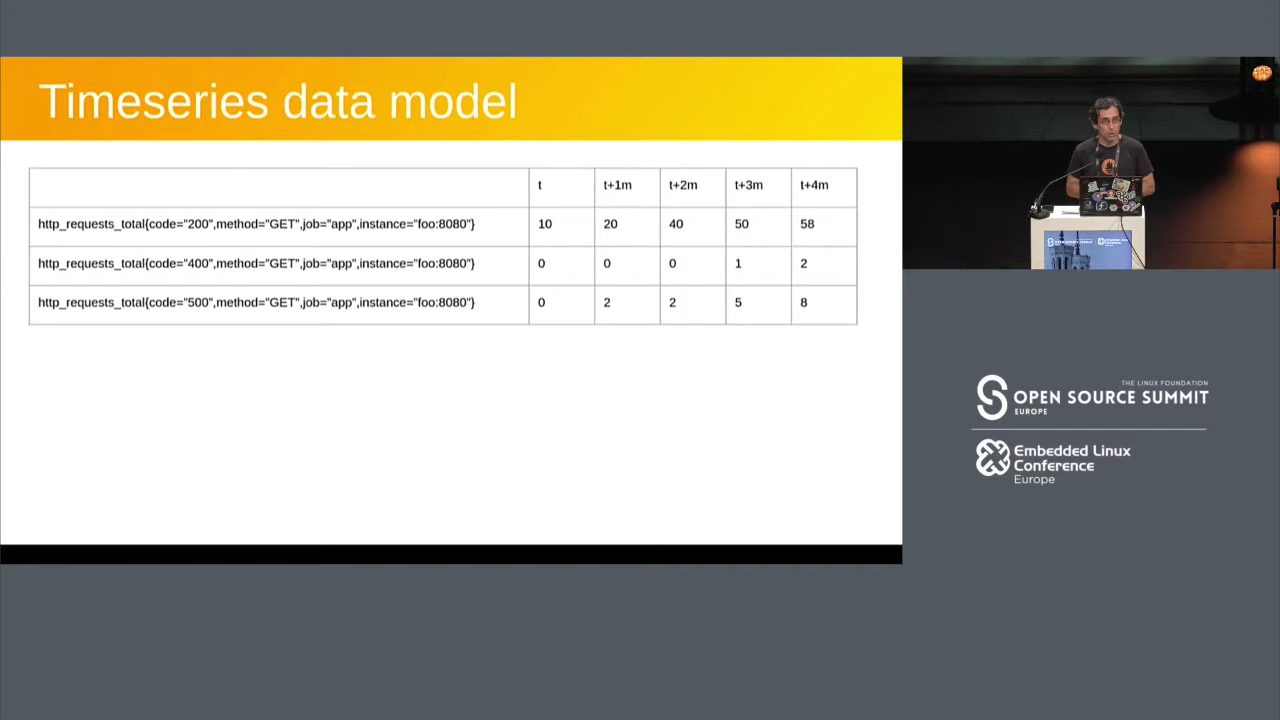 Timeseries data model
t t+1m t+2m t+3m t+4m
http_requests_total{code="200",method="GET",job="app",instance="foo:8080"} 10 20 40 50 58
http_requests_total{code="400",method="GET",job="app",instance="foo:8080"} 0 0 0 1 2
http_requests_total{code="500",method="GET",job="app",instance="foo:8080"} 0 2 2 5 8
THE LINUX FOUNDATION
OPEN SOURCE SUMMIT
EUROPE
Embedded Linux
Conference
Europe